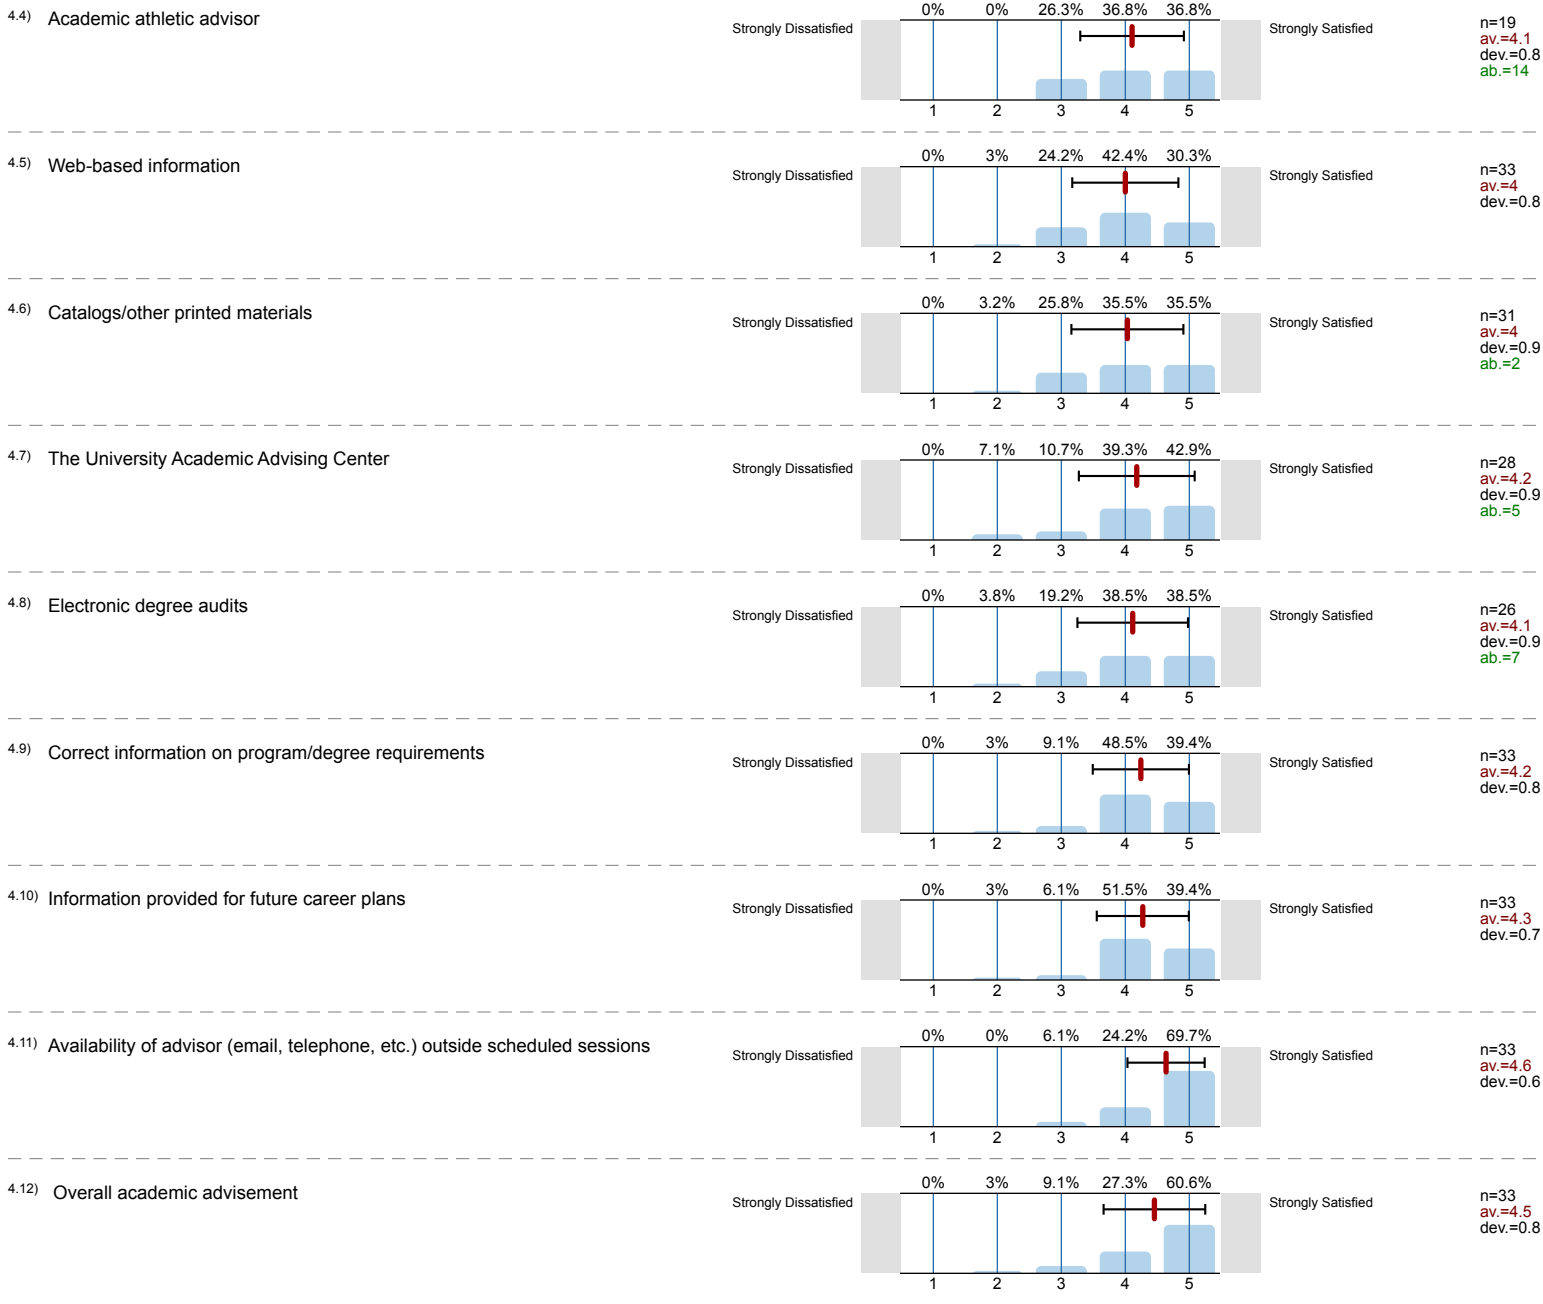 4.4) Academic athletic advisor
0% 0% 26.3% 36.8% 36.8%
Strongly Dissatisfied
Strongly Satisfied
n=19
av.=4.1
dev.=0.8
ab.=14
1 2 3 4 5
4.5) Web-based information
0% 3% 24.2% 42.4% 30.3%
Strongly Dissatisfied
Strongly Satisfied
n=33
av.=4
dev.=0.8
1 2 3 4 5
4.6) Catalogs/other printed materials
0% 3.2% 25.8% 35.5% 35.5%
Strongly Dissatisfied
Strongly Satisfied
n=31
av.=4
dev.=0.9
ab.=2
1 2 3 4 5
4.7) The University Academic Advising Center
0% 7.1% 10.7% 39.3% 42.9%
Strongly Dissatisfied
Strongly Satisfied
n=28
av.=4.2
dev.=0.9
ab.=5
1 2 3 4 5
4.8) Electronic degree audits
0% 3.8% 19.2% 38.5% 38.5%
Strongly Dissatisfied
Strongly Satisfied
n=26
av.=4.1
dev.=0.9
ab.=7
1 2 3 4 5
4.9) Correct information on program/degree requirements
0% 3% 9.1% 48.5% 39.4%
Strongly Dissatisfied
Strongly Satisfied
n=33
av.=4.2
dev.=0.8
1 2 3 4 5
4.10) Information provided for future career plans
0% 3% 6.1% 51.5% 39.4%
Strongly Dissatisfied
Strongly Satisfied
n=33
av.=4.3
dev.=0.7
1 2 3 4 5
4.11) Availability of advisor (email, telephone, etc.) outside scheduled sessions
0% 0% 6.1% 24.2% 69.7%
Strongly Dissatisfied
Strongly Satisfied
n=33
av.=4.6
dev.=0.6
1 2 3 4 5
4.12) Overall academic advisement
0% 3% 9.1% 27.3% 60.6%
Strongly Dissatisfied
Strongly Satisfied
n=33
av.=4.5
dev.=0.8
1 2 3 4 5